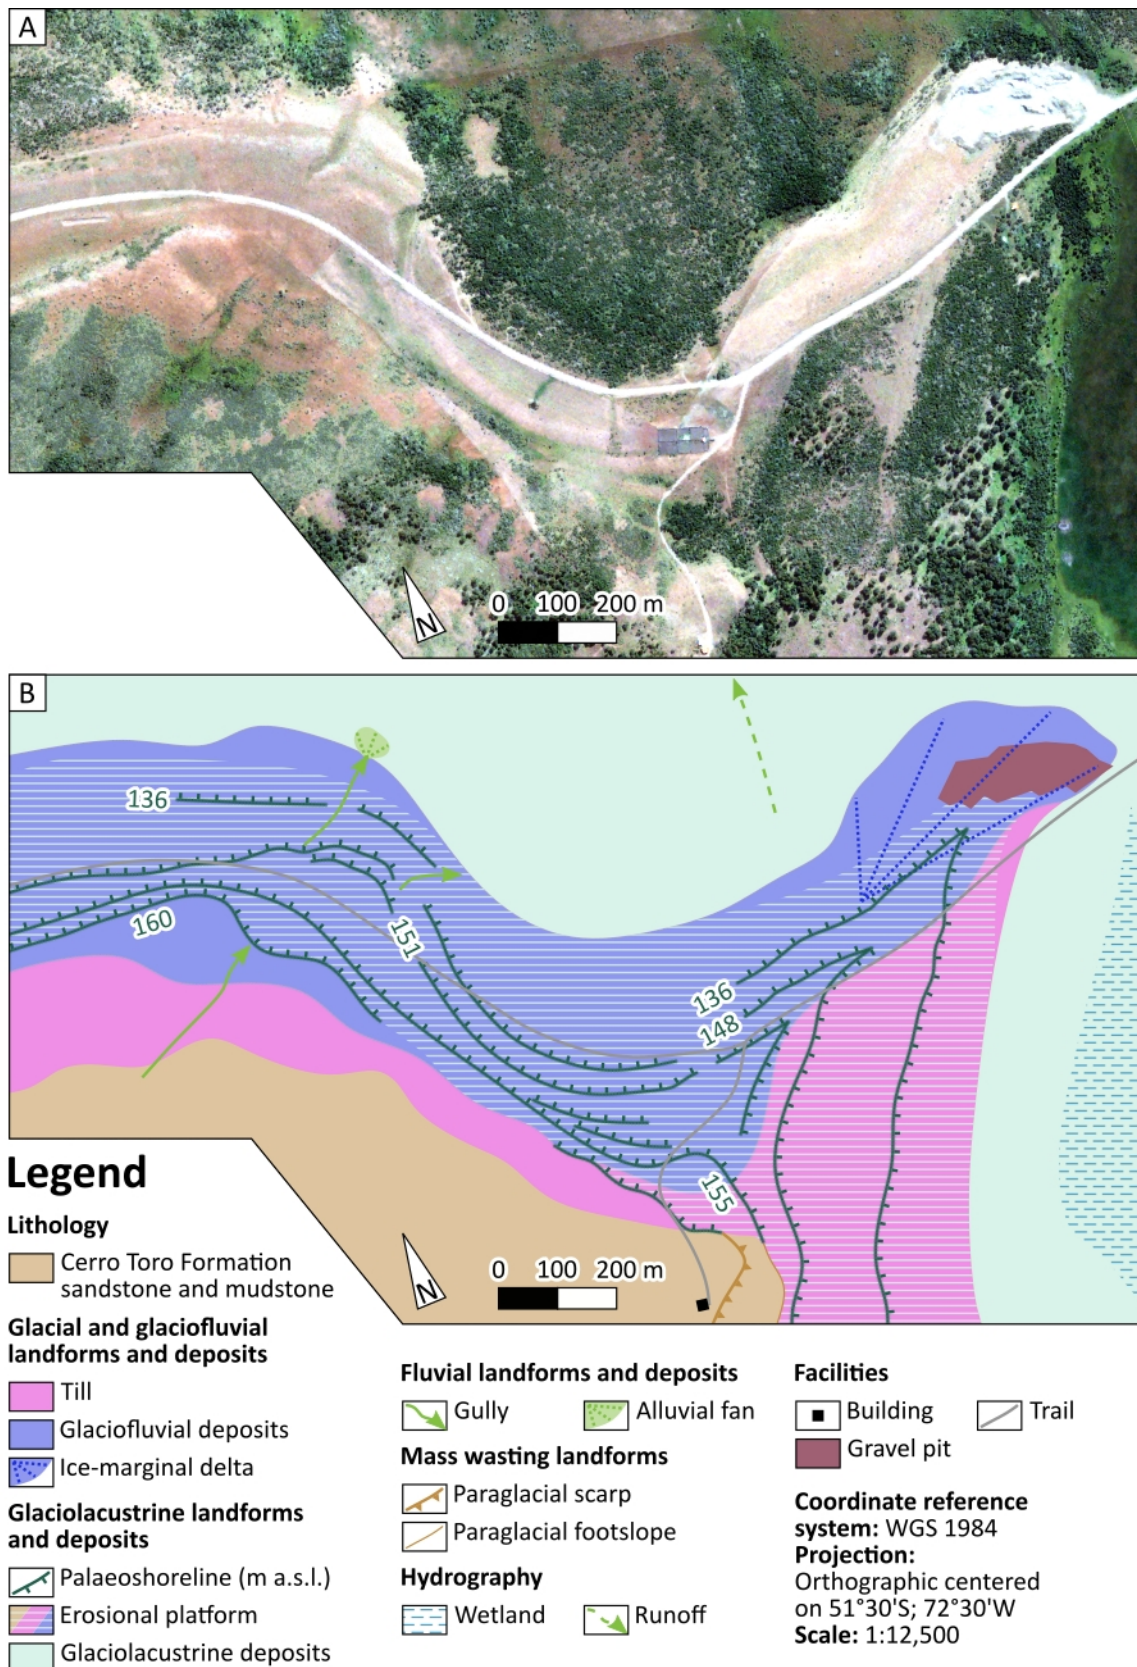 A
N
0 100 200 m
B
136
160
151
136
148
155
N
0 100 200 m
Legend
Lithology
Cerro Toro Formation
sandstone and mudstone
Glacial and glaciofluvial
landforms and deposits
Till
Glaciofluvial deposits
Ice-marginal delta
Glaciolacustrine landforms
and deposits
Palaeoshoreline (m a.s.l.)
Erosional platform
Glaciolacustrine deposits
Fluvial landforms and deposits
Gully
Alluvial fan
Mass wasting landforms
Paraglacial scarp
Paraglacial footslope
Hydrography
Wetland
Runoff
Facilities
Building
Trail
Gravel pit
Coordinate reference
system: WGS 1984
Projection:
Orthographic centered
on 51°30'S; 72°30'W
Scale: 1:12,500